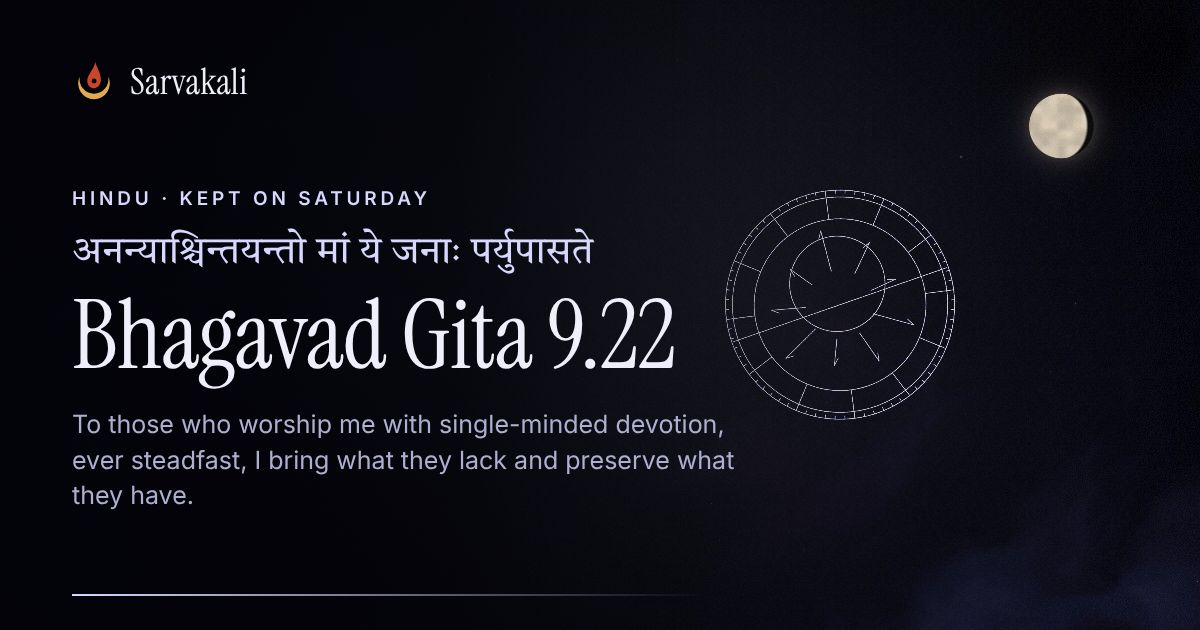 Sarvakali
HINDU · KEPT ON SATURDAY
अनन्याश्चिन्तयन्तो मां ये जनाः पर्युपासते
Bhagavad Gita 9.22
To those who worship me with single-minded devotion,
ever steadfast, I bring what they lack and preserve what
they have.